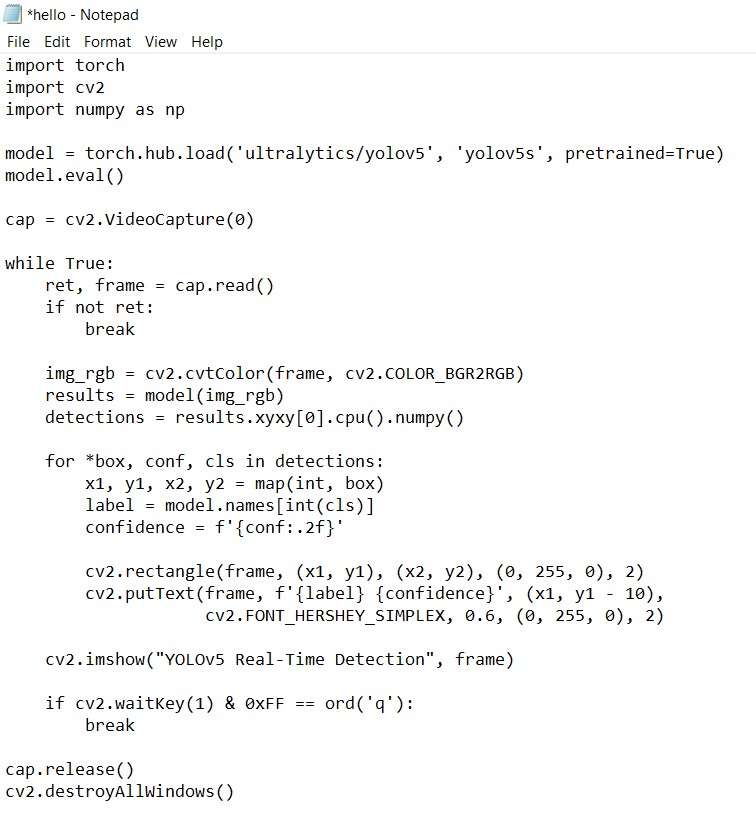 *hello - Notepad
File Edit Format View Help
import torch
import cv2
import numpy as np

model = torch.hub.load('ultralytics/yolov5', 'yolov5s', pretrained=True)
model.eval()

cap = cv2.VideoCapture(0)

while True:
    ret, frame = cap.read()
    if not ret:
        break

    img_rgb = cv2.cvtColor(frame, cv2.COLOR_BGR2RGB)
    results = model(img_rgb)
    detections = results.xyxy[0].cpu().numpy()

    for *box, conf, cls in detections:
        x1, y1, x2, y2 = map(int, box)
        label = model.names[int(cls)]
        confidence = f'{conf:.2f}'

        cv2.rectangle(frame, (x1, y1), (x2, y2), (0, 255, 0), 2)
        cv2.putText(frame, f'{label} {confidence}', (x1, y1 - 10),
                    cv2.FONT_HERSHEY_SIMPLEX, 0.6, (0, 255, 0), 2)

    cv2.imshow("YOLOv5 Real-Time Detection", frame)

    if cv2.waitKey(1) & 0xFF == ord('q'):
        break

cap.release()
cv2.destroyAllWindows()